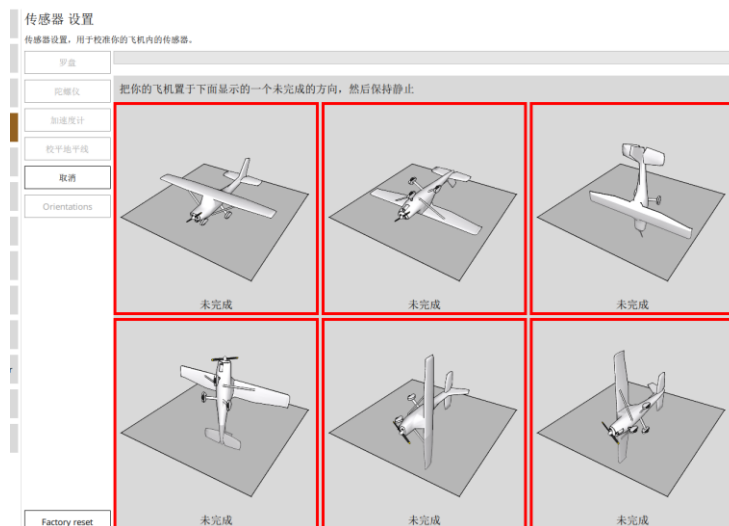 传感器 设置
传感器设置，用于校准你的飞机内的传感器。
罗盘
陀螺仪
把你的飞机置于下面显示的一个未完成的方向，然后保持静止
加速度计
校平地平线
取消
Orientations
未完成
未完成
未完成
未完成
未完成
未完成
Factory reset